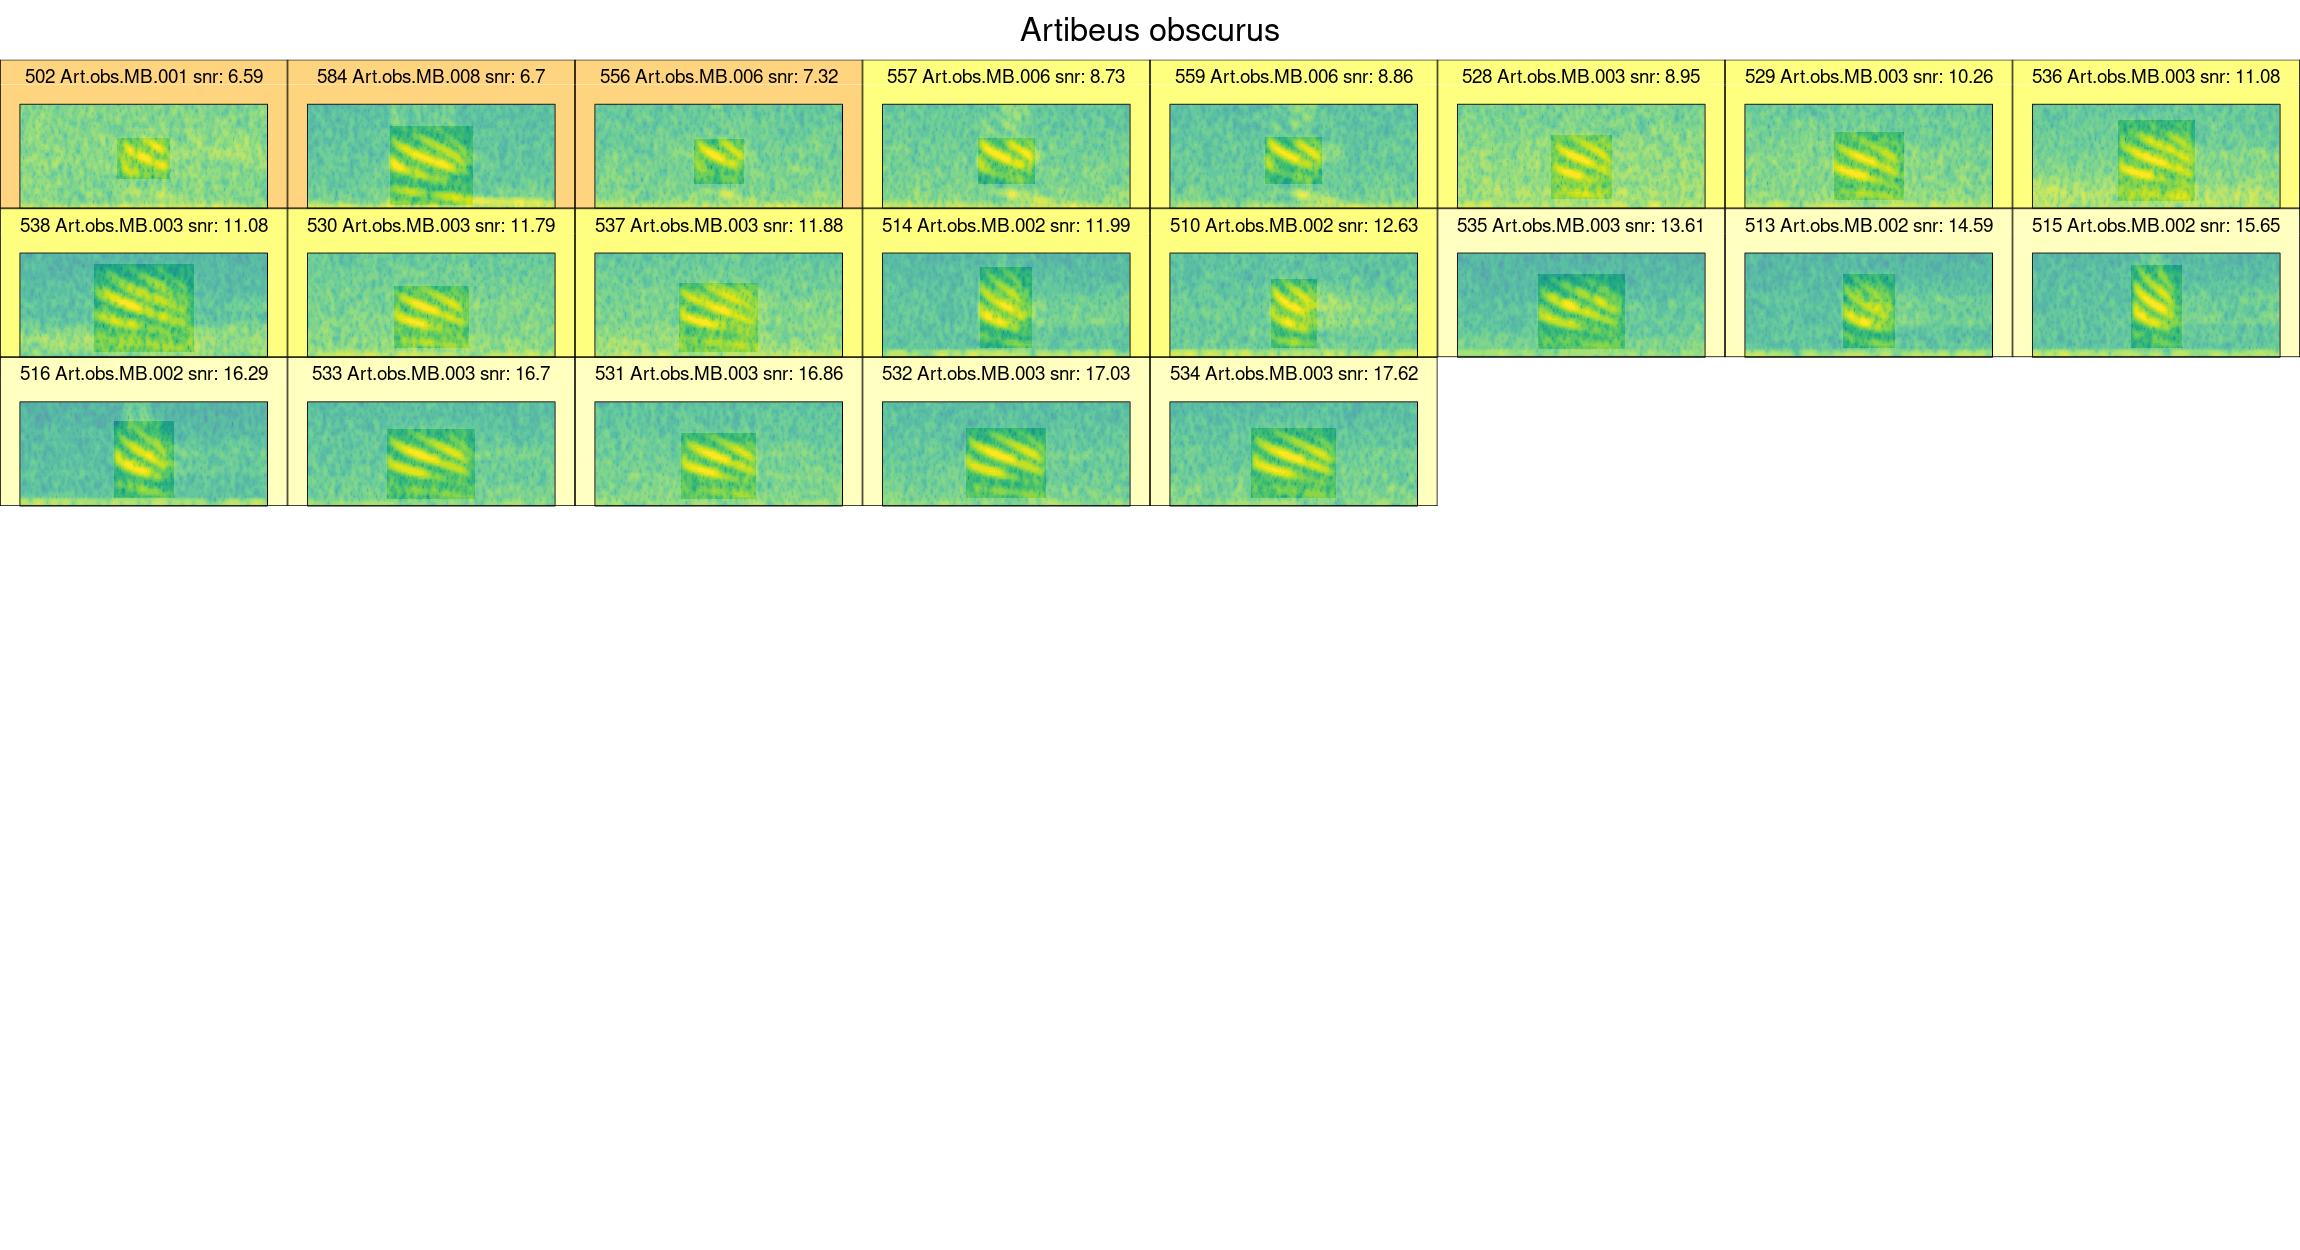 Artibeus obscurus
502 Art.obs.MB.001 snr: 6.59
584 Art.obs.MB.008 snr: 6.7
556 Art.obs.MB.006 snr: 7.32
557 Art.obs.MB.006 snr: 8.73
559 Art.obs.MB.006 snr: 8.86
528 Art.obs.MB.003 snr: 8.95
529 Art.obs.MB.003 snr: 10.26
536 Art.obs.MB.003 snr: 11.08
538 Art.obs.MB.003 snr: 11.08
530 Art.obs.MB.003 snr: 11.79
537 Art.obs.MB.003 snr: 11.88
514 Art.obs.MB.002 snr: 11.99
510 Art.obs.MB.002 snr: 12.63
535 Art.obs.MB.003 snr: 13.61
513 Art.obs.MB.002 snr: 14.59
515 Art.obs.MB.002 snr: 15.65
516 Art.obs.MB.002 snr: 16.29
533 Art.obs.MB.003 snr: 16.7
531 Art.obs.MB.003 snr: 16.86
532 Art.obs.MB.003 snr: 17.03
534 Art.obs.MB.003 snr: 17.62